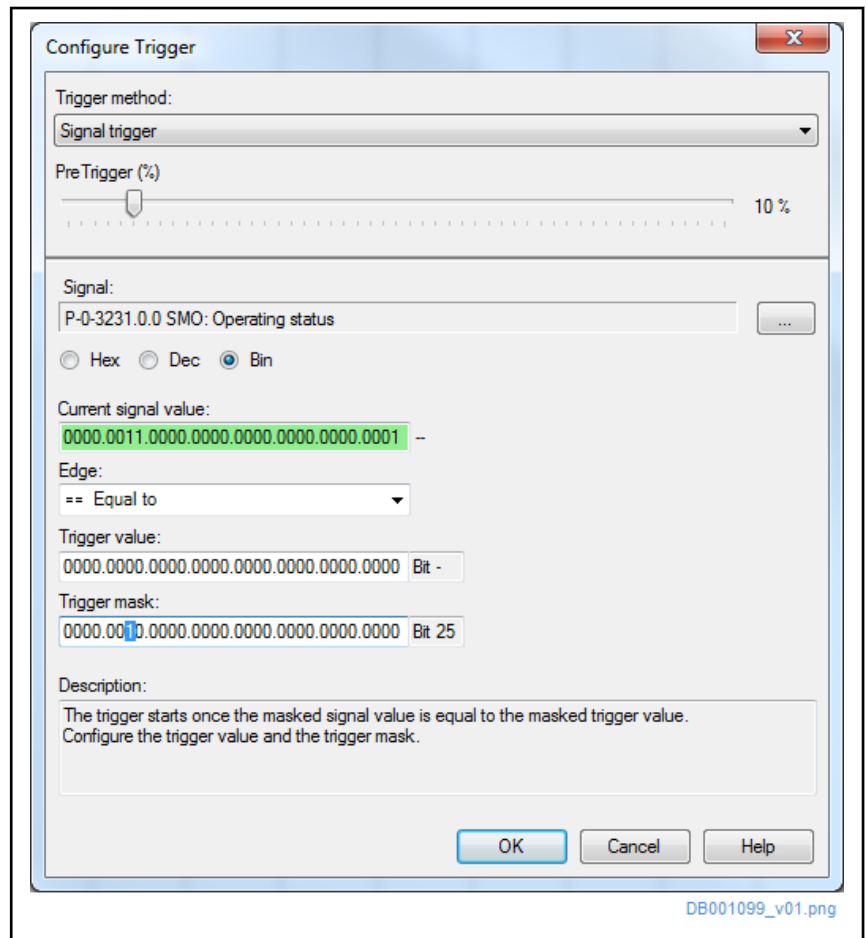 Configure Trigger
Trigger method:
Signal trigger
PreTrigger (%)
10 %
Signal:
P-0-3231.0.0 SMO: Operating status
...
Hex Dec Bin
Current signal value:
0000.0011.0000.0000.0000.0000.0000.0001 --
Edge:
== Equal to
Trigger value:
0000.0000.0000.0000.0000.0000.0000.0000 Bit -
Trigger mask:
0000.0010.0000.0000.0000.0000.0000.0000 Bit 25
Description:
The trigger starts once the masked signal value is equal to the masked trigger value.
Configure the trigger value and the trigger mask.
OK Cancel Help
DB001099_v01.png